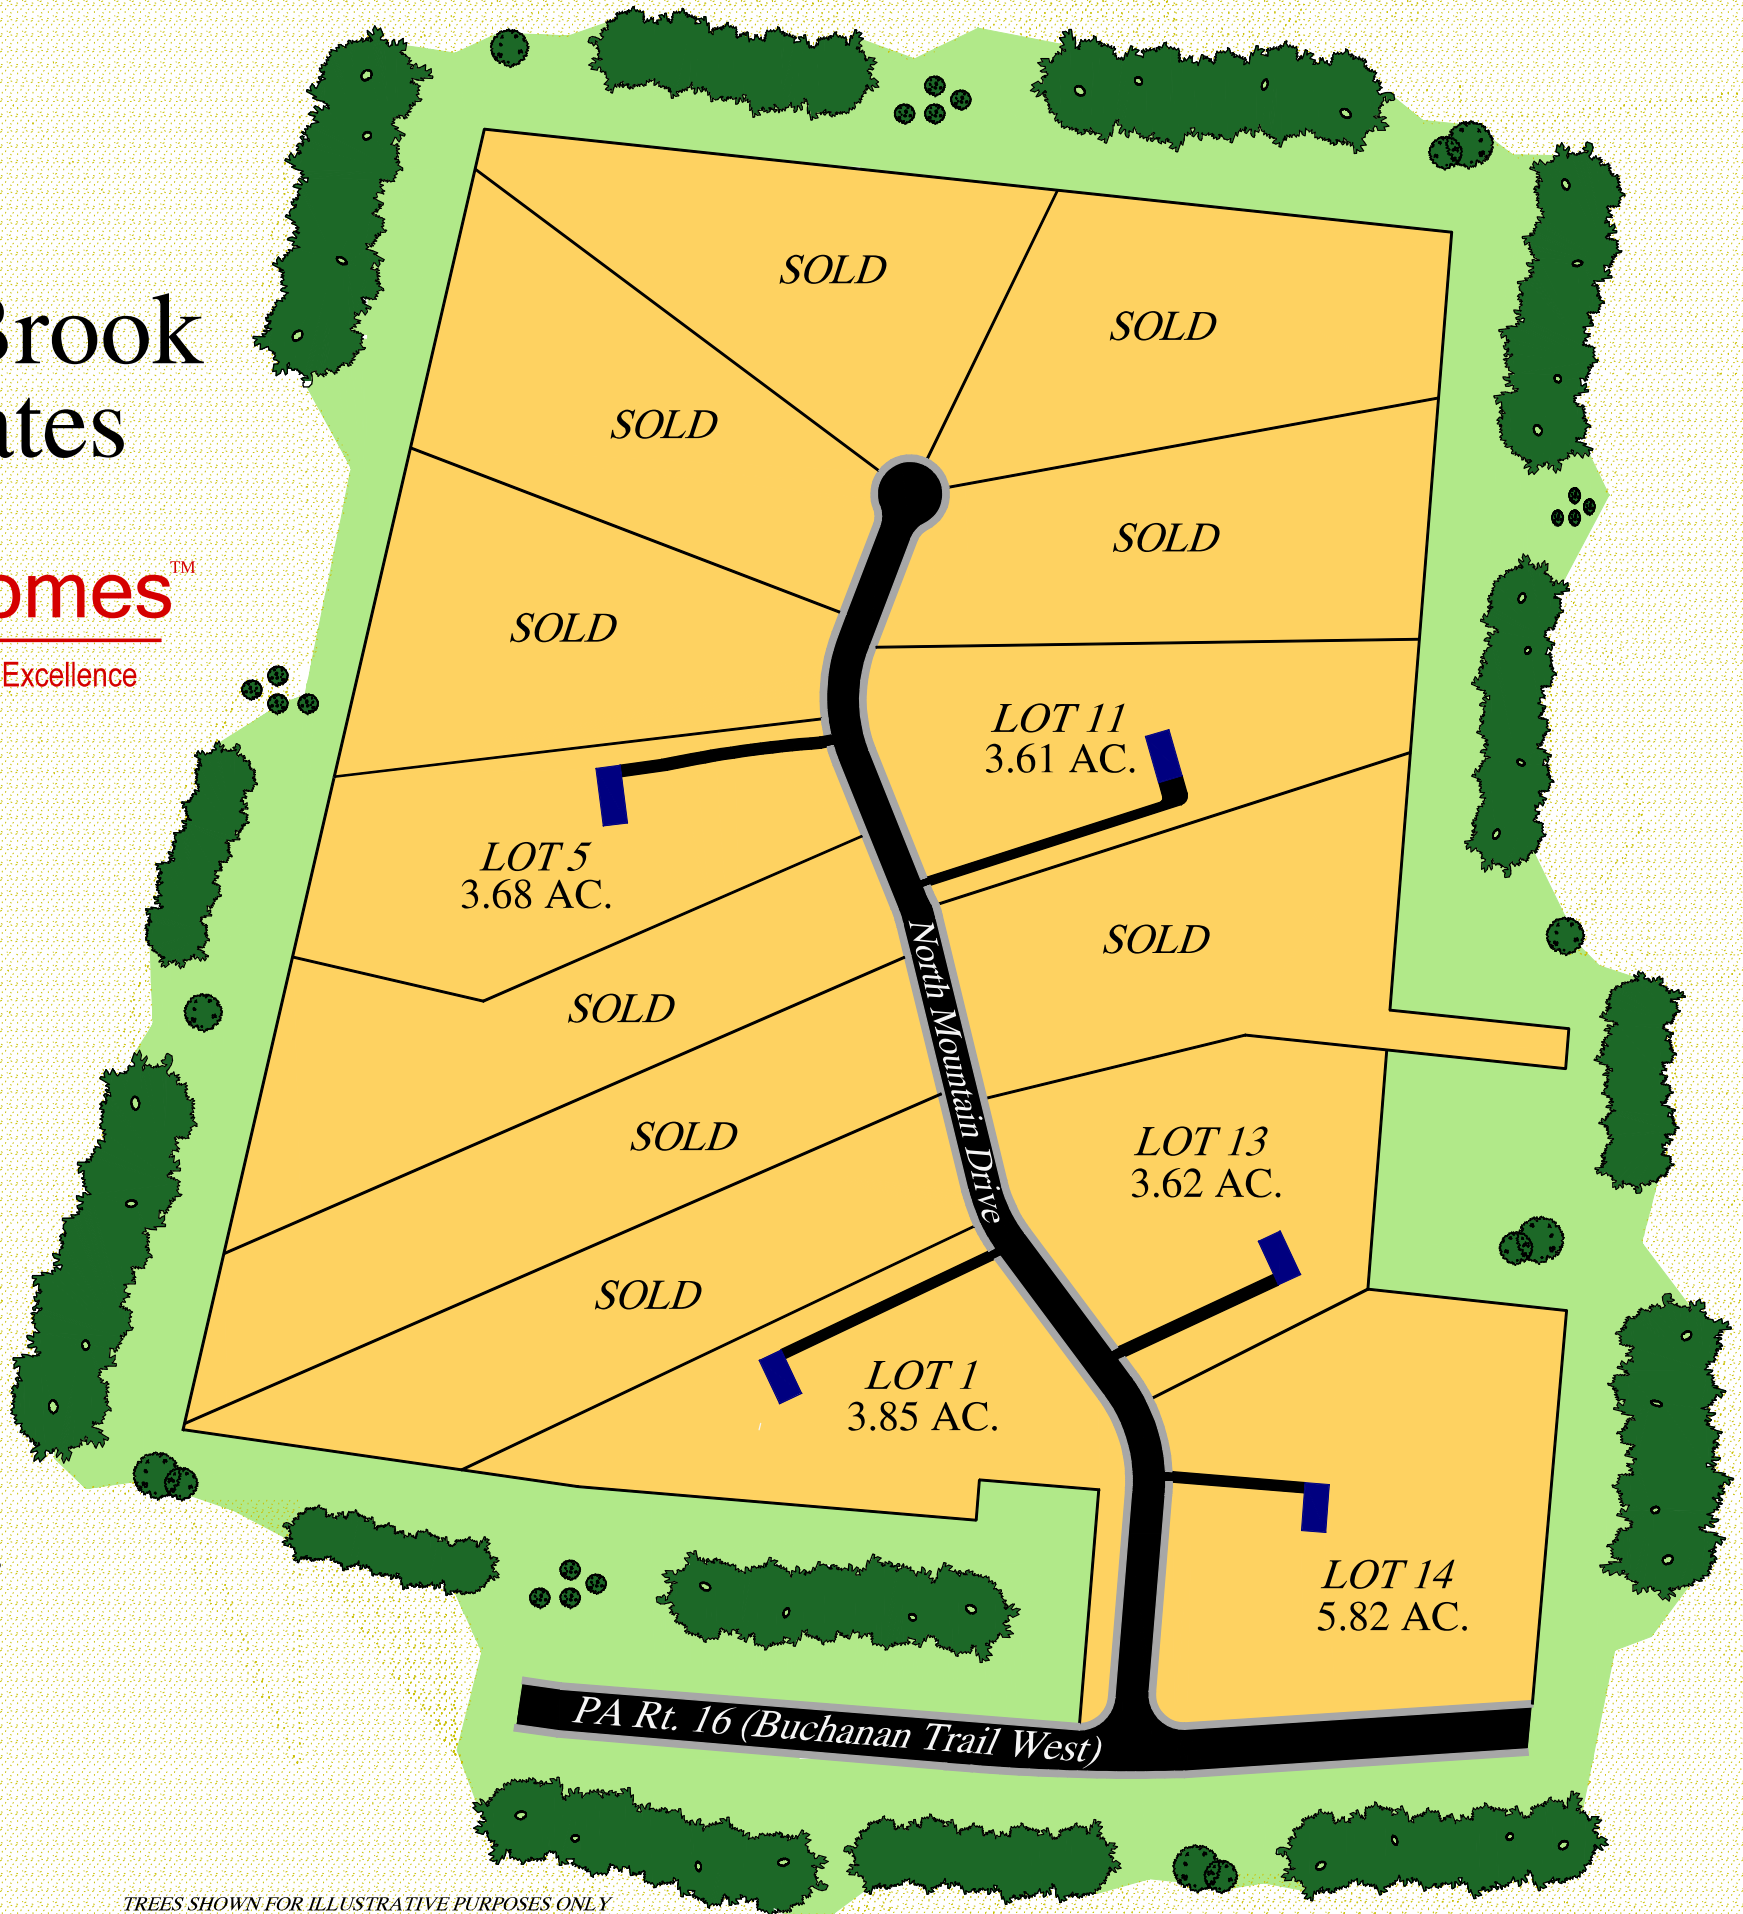 Brook
ates
omes™
Excellence
SOLD
SOLD
SOLD
SOLD
SOLD
LOT 11
3.61 AC.
LOT 5
3.68 AC.
SOLD
SOLD
North Mountain Drive
SOLD
LOT 13
3.62 AC.
SOLD
LOT 1
3.85 AC.
LOT 14
5.82 AC.
PA Rt. 16 (Buchanan Trail West)
TREES SHOWN FOR ILLUSTRATIVE PURPOSES ONLY